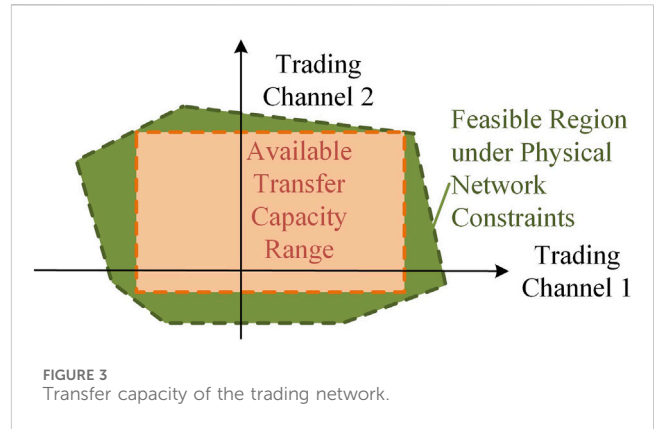 Trading
Channel 2
Feasible Region
under Physical
Network
Constraints
Available
Transfer
Capacity
Range
Trading
Channel 1
FIGURE 3
Transfer capacity of the trading network.